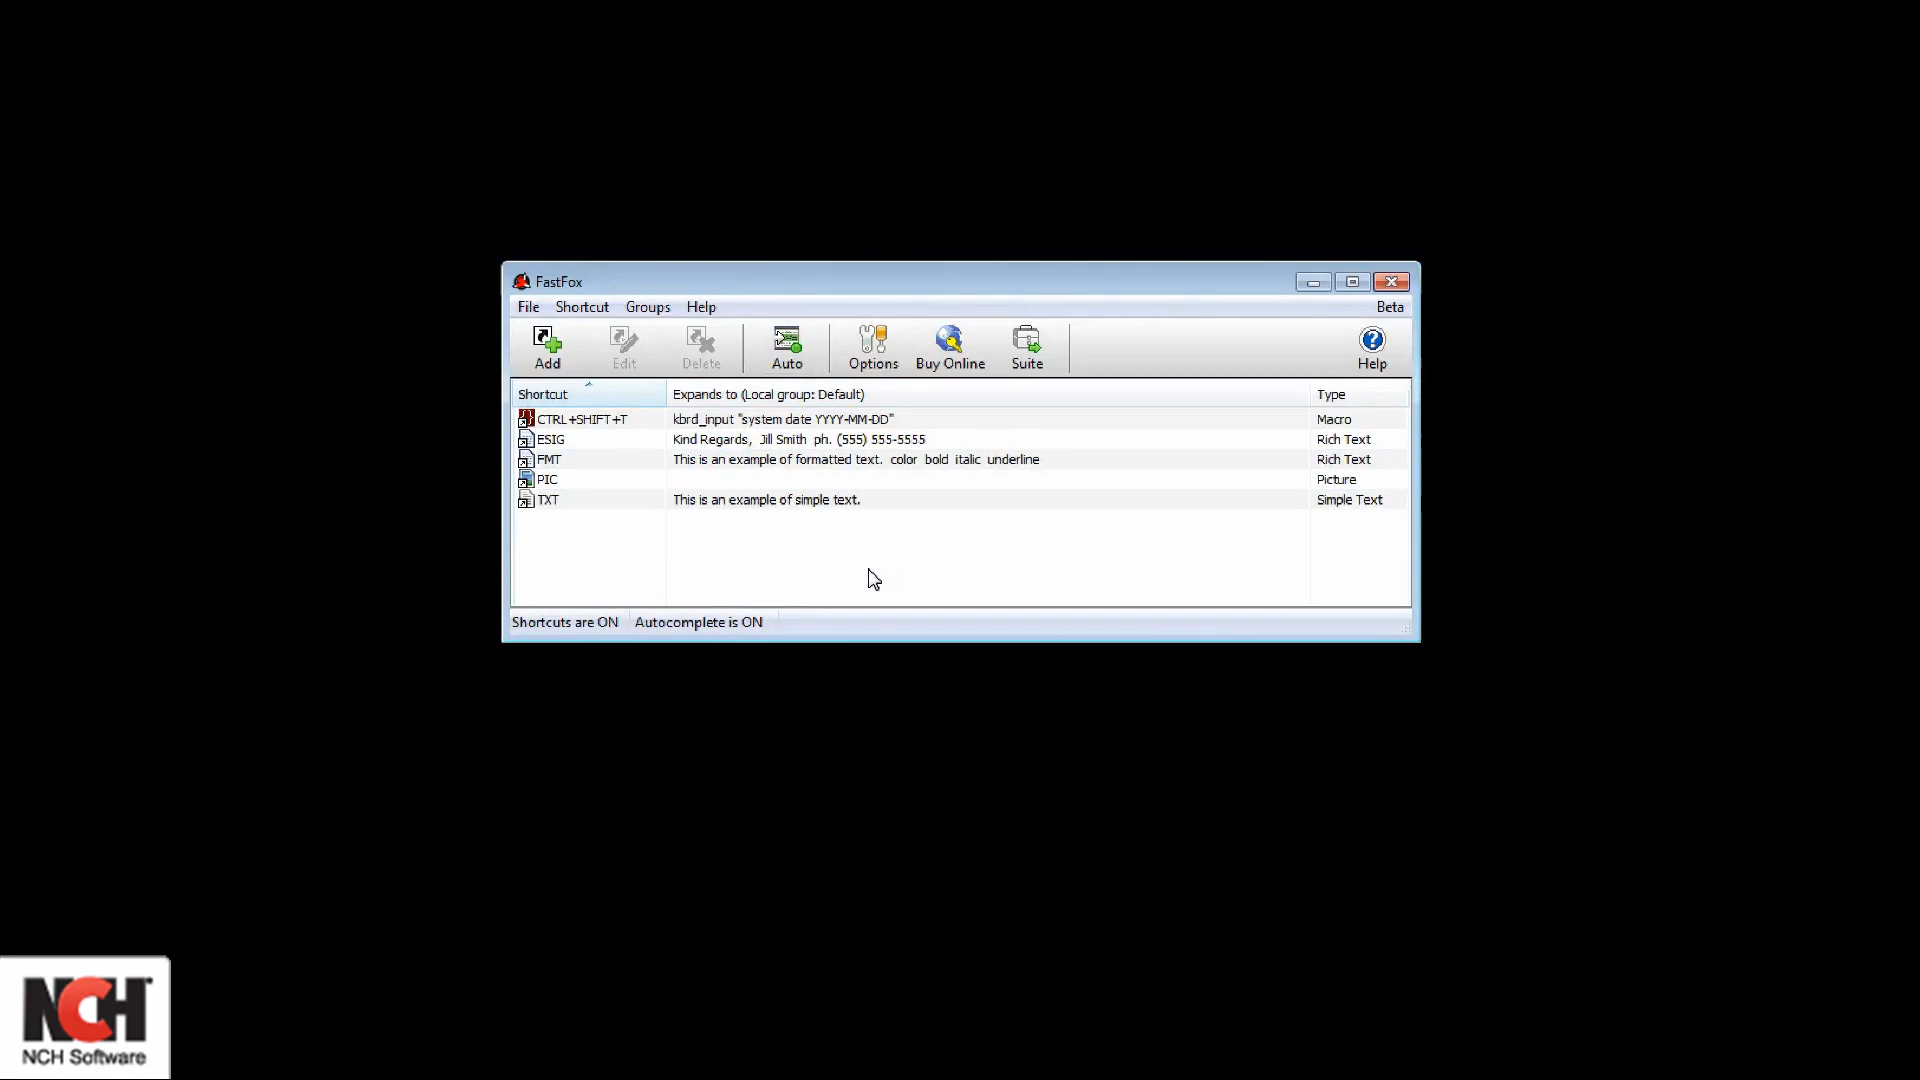 FastFox
File Shortcut Groups Help Beta
Add Edit Delete Auto Options Buy Online Suite Help
Shortcut Expands to (Local group: Default) Type
CTRL+SHIFT+T kbrd_input "system date YYYY-MM-DD" Macro
ESIG Kind Regards, Jill Smith ph. (555) 555-5555 Rich Text
FMT This is an example of formatted text. color bold italic underline Rich Text
PIC Picture
TXT This is an example of simple text. Simple Text
Shortcuts are ON Autocomplete is ON
NCH
NCH Software